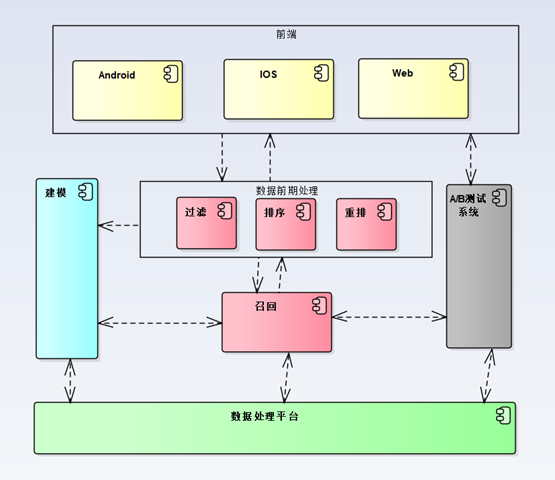 前端
Android
IOS
Web
建模
数据前期处理
A/B测试
系统
过滤
排序
重排
召回
数据处理平台